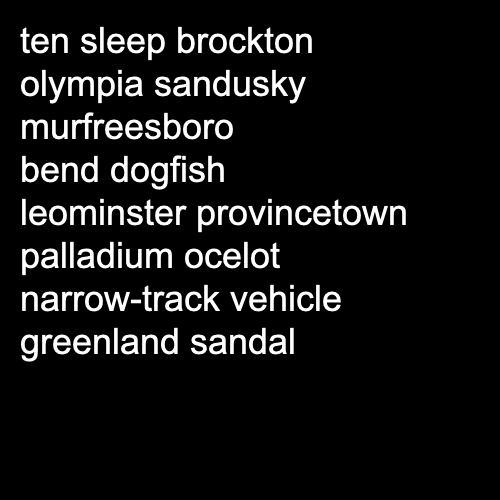 ten sleep brockton
olympia sandusky
murfreesboro
bend dogfish
leominster provincetown
palladium ocelot
narrow-track vehicle
greenland sandal